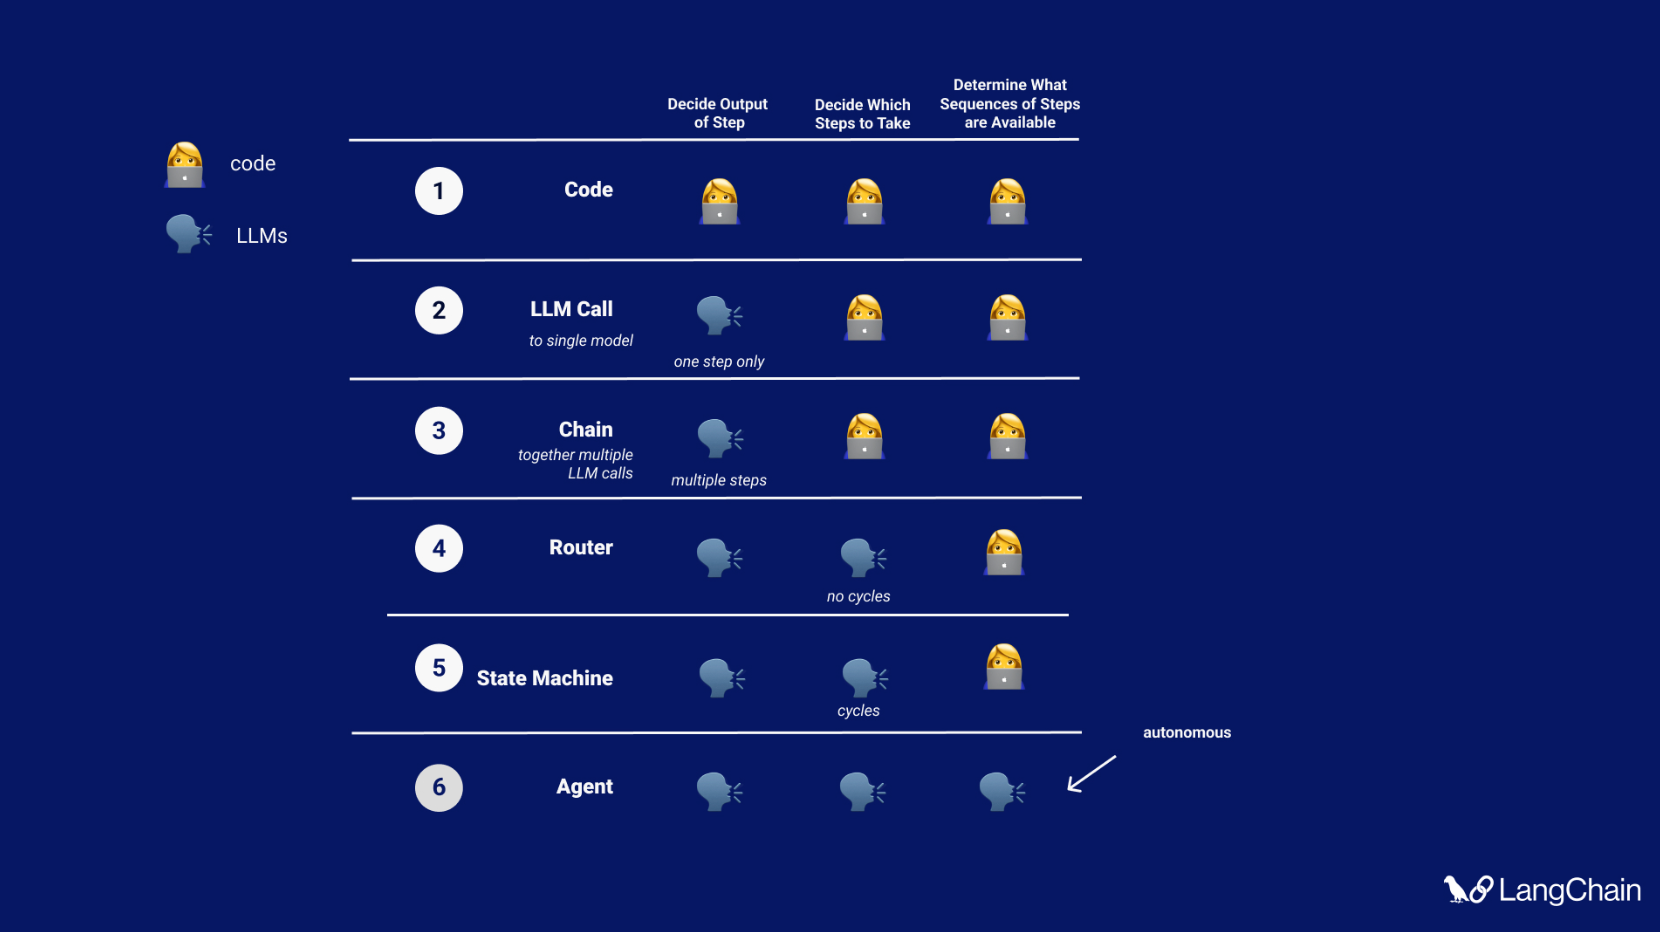 Decide Output
of Step
Decide Which
Steps to Take
Determine What
Sequences of Steps
are Available
code
LLMs
1
Code
2
LLM Call
to single model
one step only
3
Chain
together multiple
LLM calls
multiple steps
4
Router
no cycles
5
State Machine
cycles
autonomous
6
Agent
LangChain